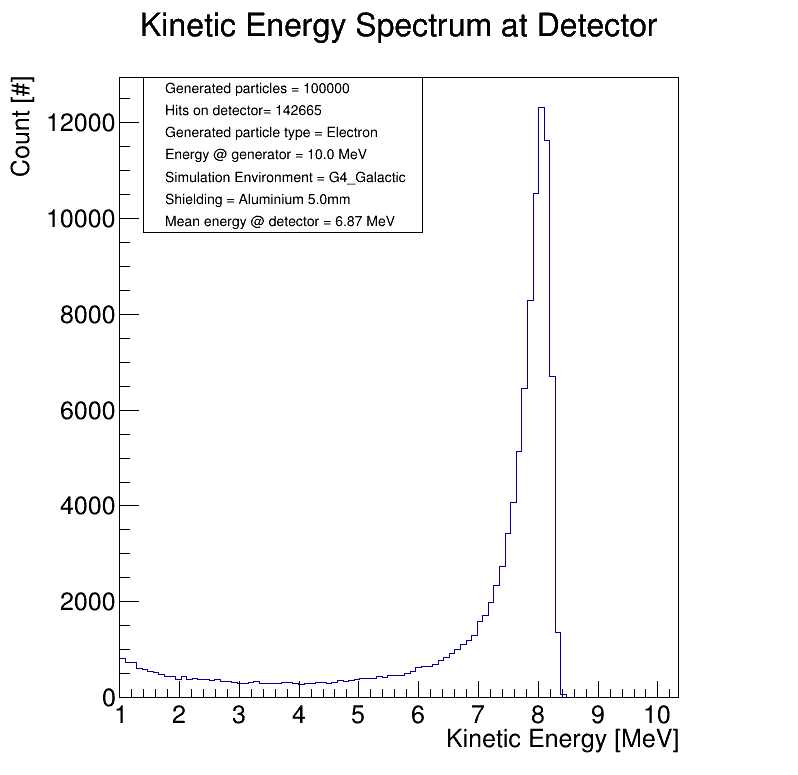 Kinetic Energy Spectrum at Detector
Count [#]
Generated particles = 100000
Hits on detector= 142665
Generated particle type = Electron
Energy @ generator = 10.0 MeV
Simulation Environment = G4_Galactic
Shielding = Aluminium 5.0mm
Mean energy @ detector = 6.87 MeV
12000
10000
8000
6000
4000
2000
0
1 2 3 4 5 6 7 8 9 10
Kinetic Energy [MeV]